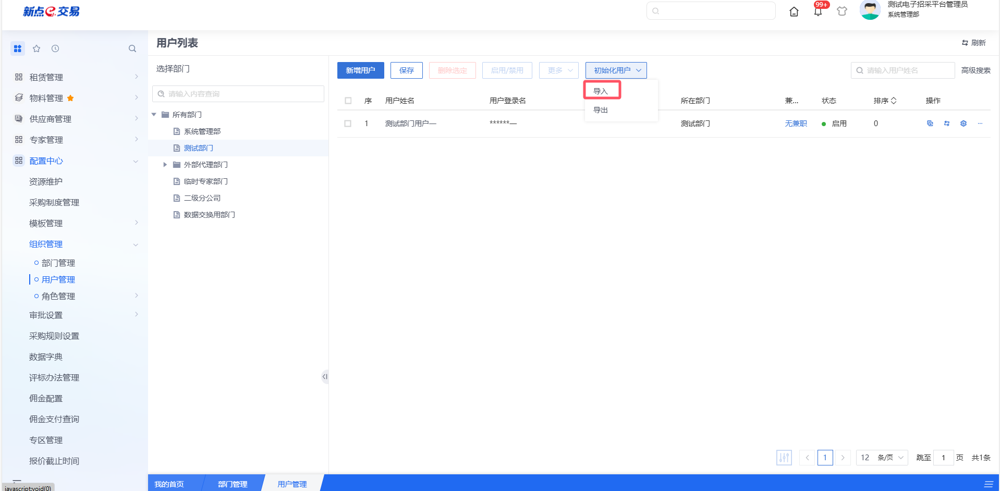 新点e交易
99+
测试电子招采平台管理员
系统管理部
用户列表
刷新
选择部门
请输入内容查询
所有部门
系统管理部
测试部门
外部代理部门
临时专家部门
二级分公司
数据交换用部门
租赁管理
物料管理
供应商管理
专家管理
配置中心
资源维护
采购制度管理
模板管理
组织管理
部门管理
用户管理
角色管理
审批设置
采购规则设置
数据字典
评标办法管理
佣金配置
佣金支付查询
专区管理
报价截止时间
新增用户 保存 删除选定 启用/禁用 更多 初始化用户
请输入用户姓名 高级搜索
导入
导出
序 用户姓名 用户登录名 所在部门 兼... 状态 排序 操作
1 测试部门用户一 ******一 测试部门 无兼职 启用 0
1 12 条/页 跳至 1 页 共1条
我的首页 部门管理 用户管理
javascript:void(0)